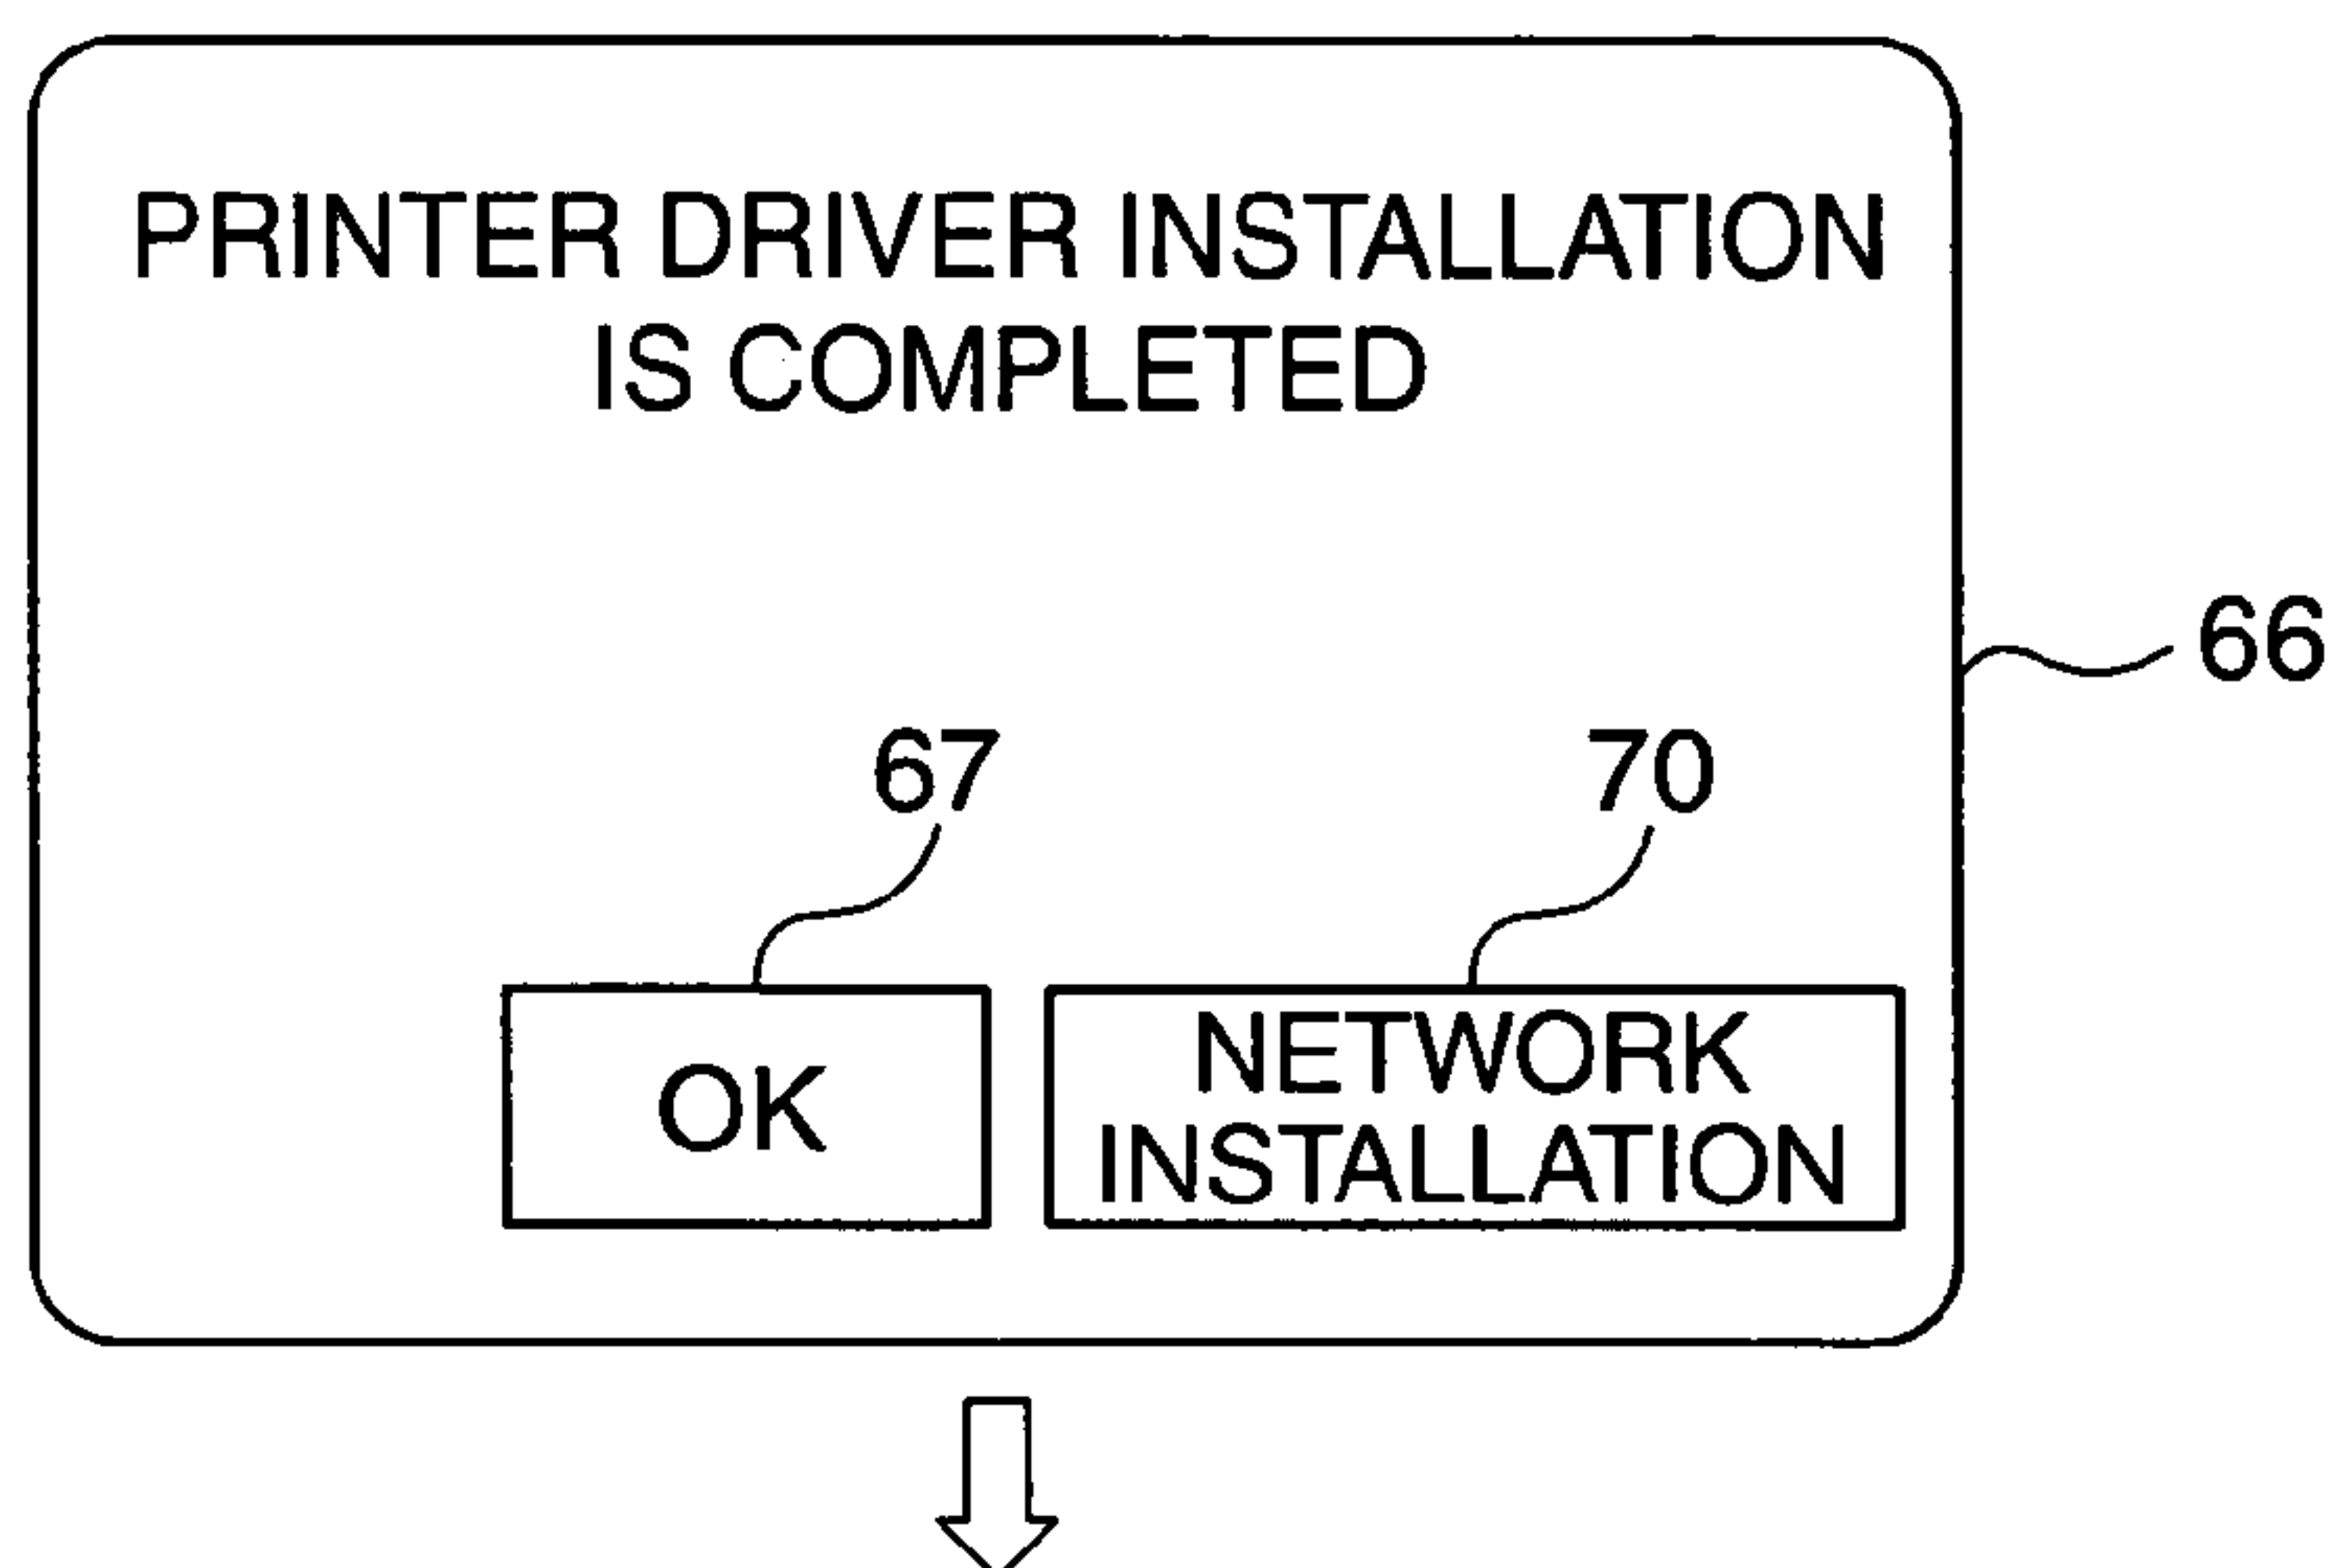 PRINTER DRIVER INSTALLATION
IS COMPLETED
66
67
70
OK
NETWORK
INSTALLATION